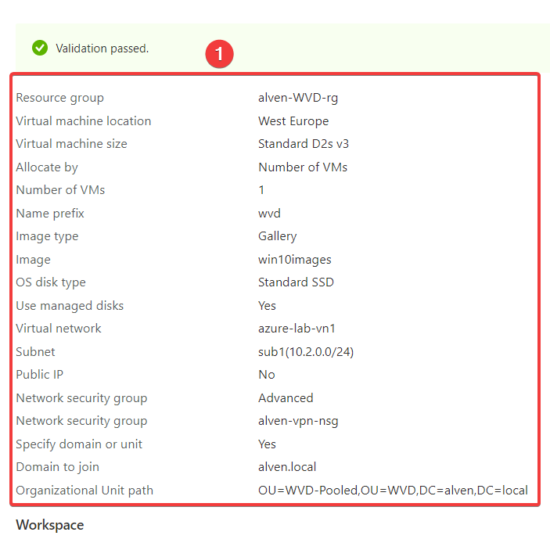 Validation passed.
1
Resource group alven-WVD-rg
Virtual machine location West Europe
Virtual machine size Standard D2s v3
Allocate by Number of VMs
Number of VMs 1
Name prefix wvd
Image type Gallery
Image win10images
OS disk type Standard SSD
Use managed disks Yes
Virtual network azure-lab-vn1
Subnet sub1(10.2.0.0/24)
Public IP No
Network security group Advanced
Network security group alven-vpn-nsg
Specify domain or unit Yes
Domain to join alven.local
Organizational Unit path OU=WVD-Pooled,OU=WVD,DC=alven,DC=local
Workspace